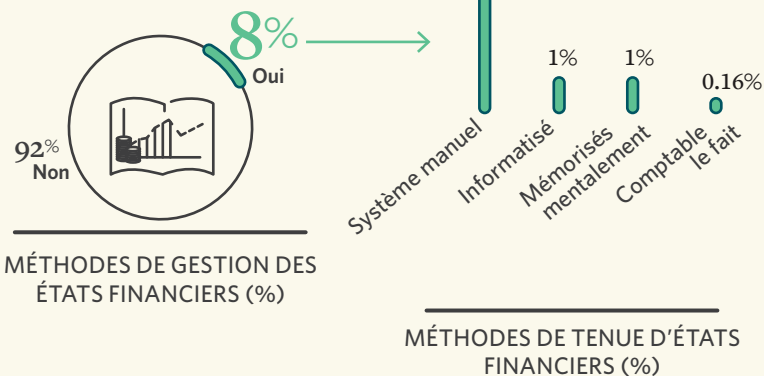 8%
Oui
92%
Non
1%
1%
0.16%
Système manuel
Informatisé
Mémorisés
mentalement
Comptable
le fait
MÉTHODES DE GESTION DES
ÉTATS FINANCIERS (%)
MÉTHODES DE TENUE D'ÉTATS
FINANCIERS (%)